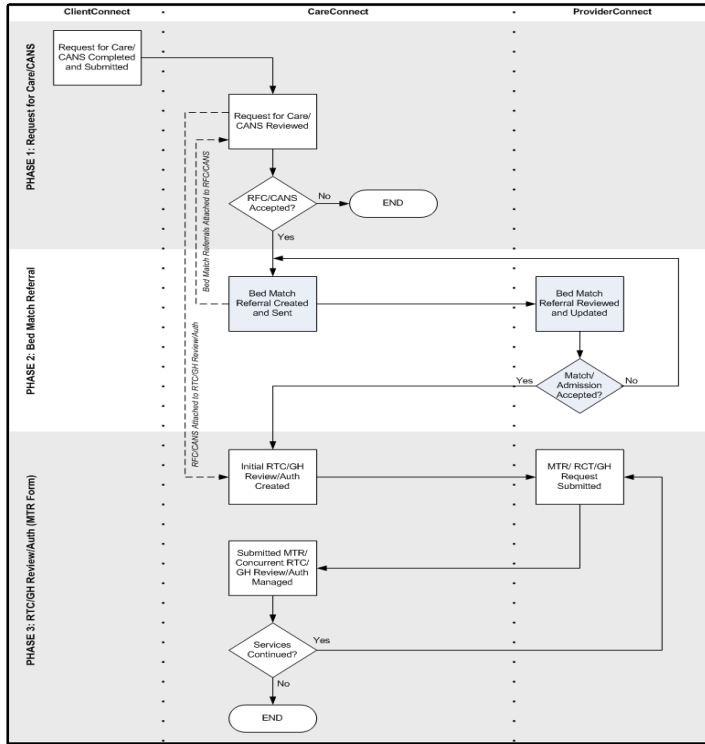 ClientConnect
CareConnect
ProviderConnect
PHASE 1: Request for Care/CANS
Request for Care/
CANS Completed
and Submitted
Request for Care/
CANS Reviewed
RFC/CANS
Accepted?
No
END
Yes
Bed Match Referrals Attached to RFC/CANS
PHASE 2: Bed Match Referral
Bed Match
Referral Created
and Sent
Bed Match
Referral Reviewed
and Updated
Match/
Admission
Accepted?
Yes
No
RFC/CANS Attached to RTC/GH Review/Auth
PHASE 3: RTC/GH Review/Auth (MTR Form)
Initial RTC/GH
Review/Auth
Created
MTR/ RCT/GH
Request
Submitted
Submitted MTR/
Concurrent RTC/
GH Review/Auth
Managed
Services
Continued?
Yes
No
END